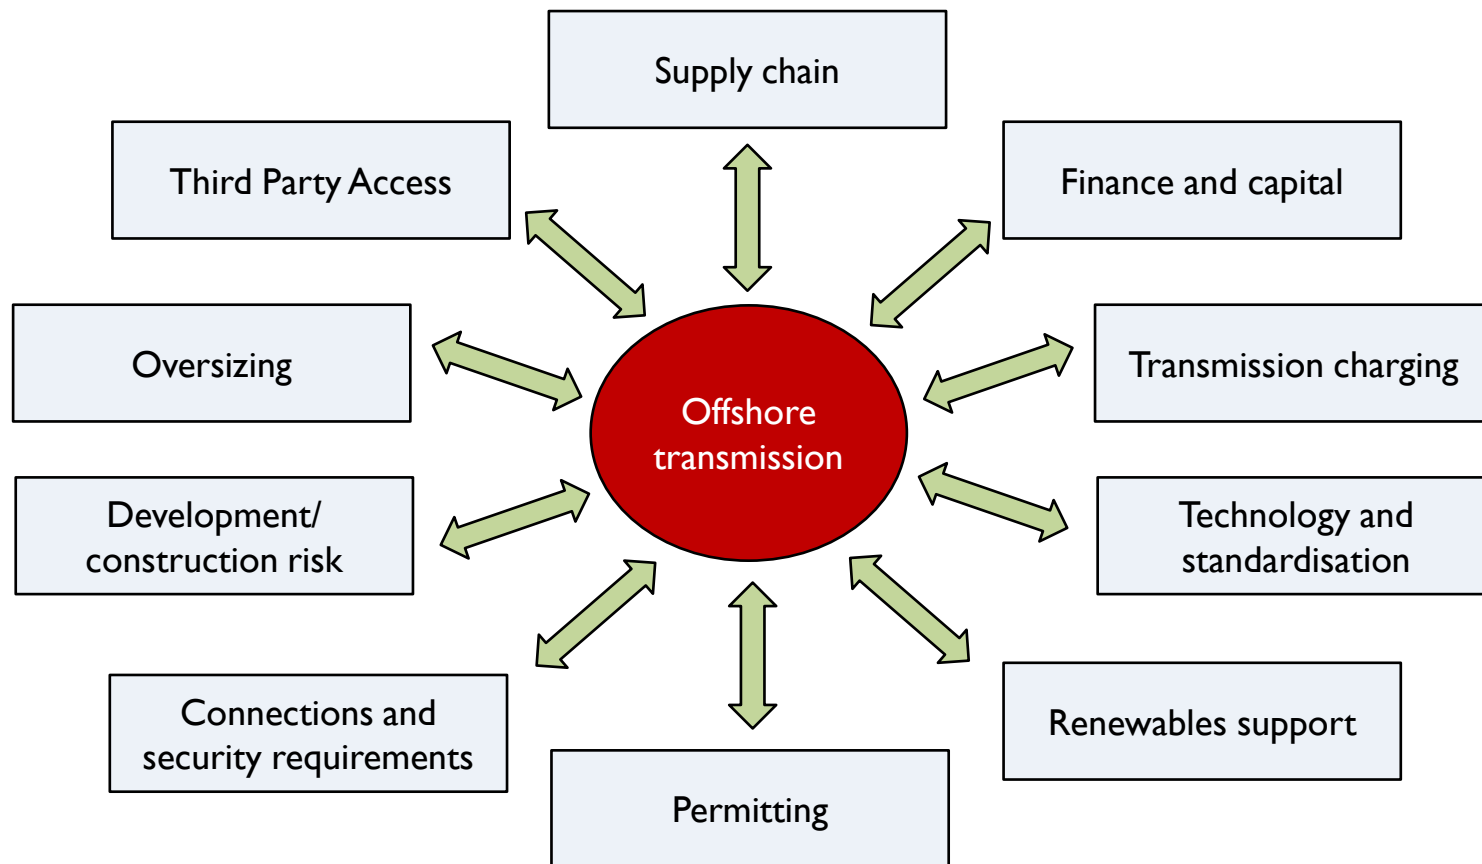 Supply chain
Third Party Access
Finance and capital
Oversizing
Transmission charging
Offshore
transmission
Development/
construction risk
Technology and
standardisation
Connections and
security requirements
Renewables support
Permitting